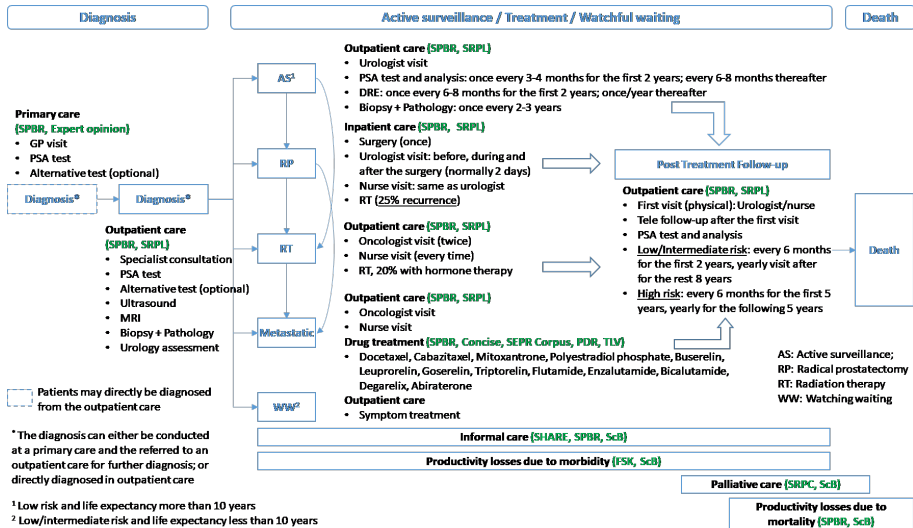 Diagnosis
Active surveillance / Treatment / Watchful waiting
Death
Primary care
(SPBR, Expert opinion)
• GP visit
• PSA test
• Alternative test (optional)
Diagnosis*
Diagnosis*
Outpatient care
(SPBR, SRPL)
• Specialist consultation
• PSA test
• Alternative test (optional)
• Ultrasound
• MRI
• Biopsy + Pathology
• Urology assessment
AS¹
RP
RT
Metastatic
WW²
Outpatient care (SPBR, SRPL)
• Urologist visit
• PSA test and analysis: once every 3-4 months for the first 2 years; every 6-8 months thereafter
• DRE: once every 6-8 months for the first 2 years; once/year thereafter
• Biopsy + Pathology: once every 2-3 years
Inpatient care (SPBR, SRPL)
• Surgery (once)
• Urologist visit: before, during and
after the surgery (normally 2 days)
• Nurse visit: same as urologist
• RT (25% recurrence)
Outpatient care (SPBR, SRPL)
• Oncologist visit (twice)
• Nurse visit (every time)
• RT, 20% with hormone therapy
Outpatient care (SPBR, SRPL)
• Oncologist visit
• Nurse visit
Drug treatment (SPBR, Concise, SEPR Corpus, PDR, TLV)
• Docetaxel, Cabazitaxel, Mitoxantrone, Polyestradiol phosphate, Buserelin,
Leuprorelin, Goserelin, Triptorelin, Flutamide, Enzalutamide, Bicalutamide,
Degarelix, Abiraterone
Outpatient care
• Symptom treatment
Post Treatment Follow-up
Outpatient care (SPBR, SRPL)
• First visit (physical): Urologist/nurse
• Tele follow-up after the first visit
• PSA test and analysis
• Low/Intermediate risk: every 6 months
for the first 2 years, yearly visit after
for the rest 8 years
• High risk: every 6 months for the first 5
years, yearly for the following 5 years
Death
AS: Active surveillance;
RP: Radical prostatectomy
RT: Radiation therapy
WW: Watching waiting
Patients may directly be diagnosed
from the outpatient care
* The diagnosis can either be conducted
at a primary care and the referred to an
outpatient care for further diagnosis; or
directly diagnosed in outpatient care
¹ Low risk and life expectancy more than 10 years
² Low/intermediate risk and life expectancy less than 10 years
Informal care (SHARE, SPBR, ScB)
Productivity losses due to morbidity (FSK, ScB)
Palliative care (SRPC, ScB)
Productivity losses due to
mortality (SPBR, ScB)